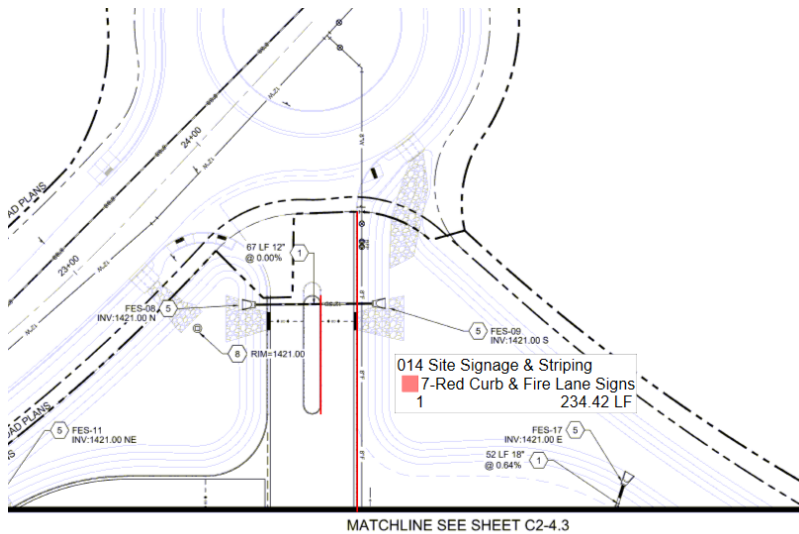 24+00
12"W
8"W
AD PLANS
23+00
12"W
67 LF 12"
@ 0.00%
1
5
FES-08
INV:1421.00 N
5
FES-09
INV:1421.00 S
8
RIM=1421.00
014 Site Signage & Striping
7-Red Curb & Fire Lane Signs
1
234.42 LF
AD PLANS
5
FES-11
INV:1421.00 NE
FES-17
INV:1421.00 E
5
52 LF 18"
@ 0.64%
1
MATCHLINE SEE SHEET C2-4.3